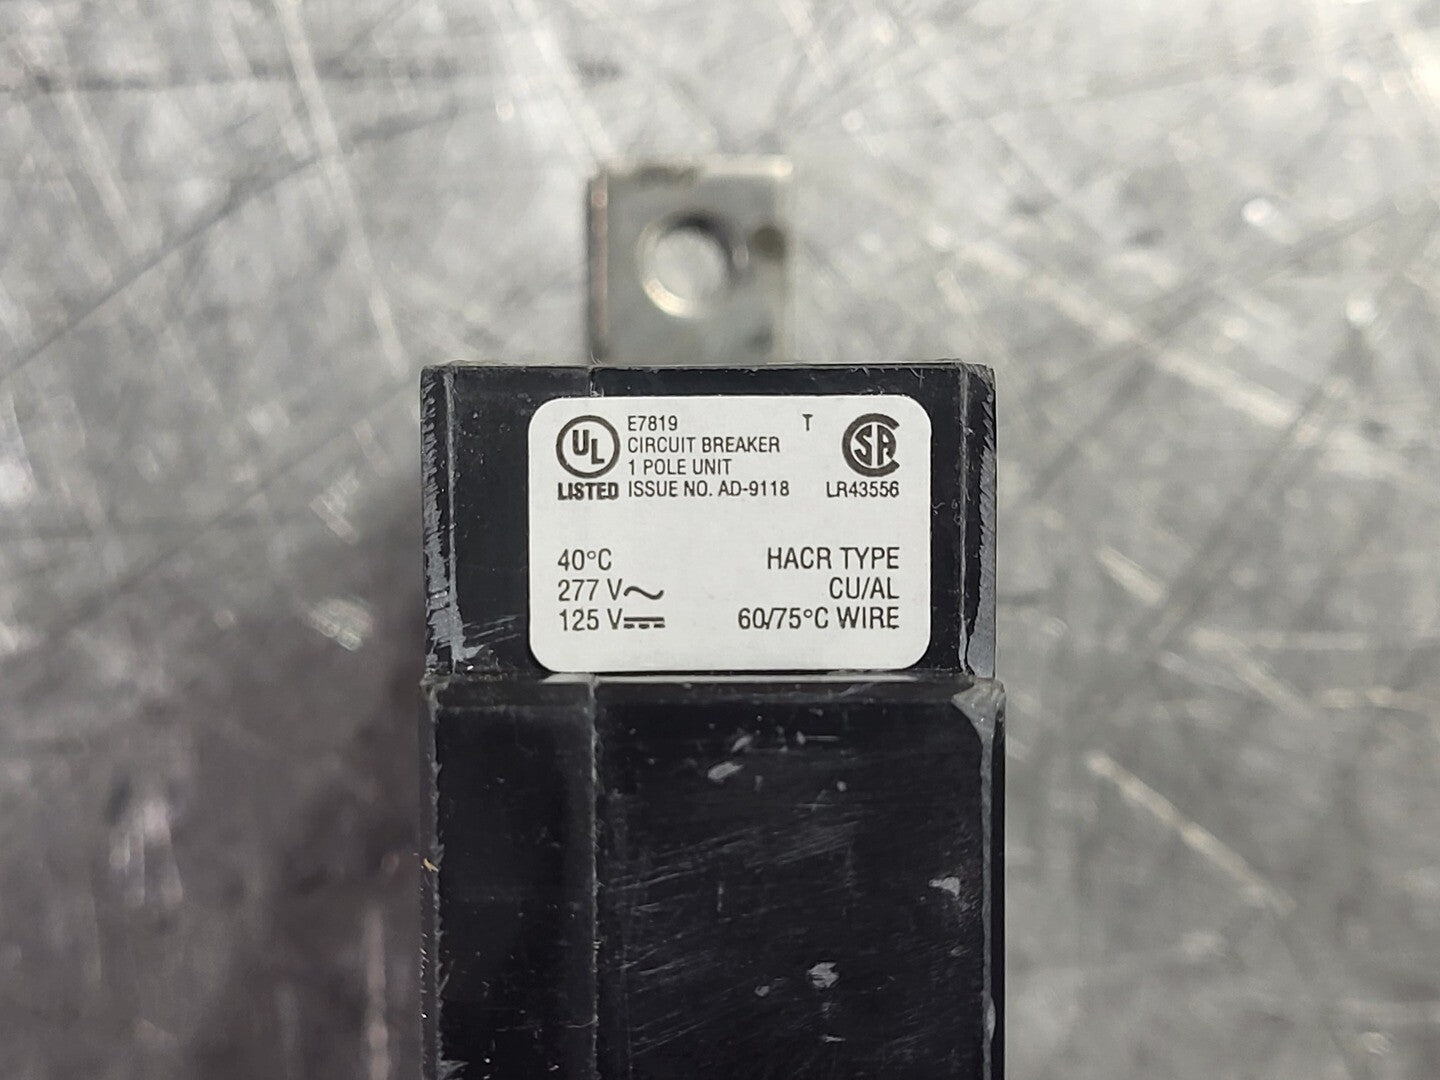 UL
LISTED
E7819
CIRCUIT BREAKER
1 POLE UNIT
ISSUE NO. AD-9118
T
SA
LR43556
40°C
277 V~
125 V⎓
HACR TYPE
CU/AL
60/75°C WIRE